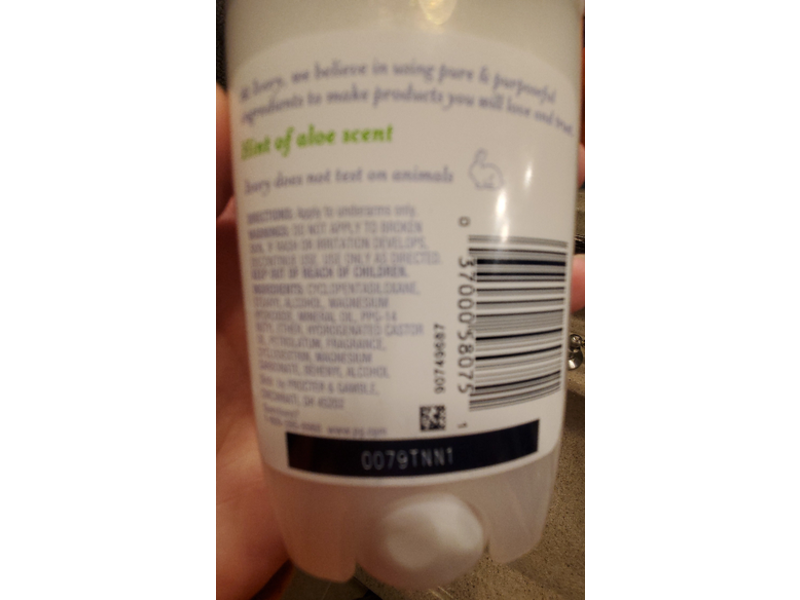 At Ivory, we believe in using pure & purposeful
ingredients to make products you will love and trust.
Hint of aloe scent
Ivory does not test on animals
DIRECTIONS: Apply to underarms only.
WARNINGS: DO NOT APPLY TO BROKEN
SKIN. IF RASH OR IRRITATION DEVELOPS,
DISCONTINUE USE. USE ONLY AS DIRECTED.
KEEP OUT OF REACH OF CHILDREN.
INGREDIENTS: CYCLOPENTASILOXANE,
STEARYL ALCOHOL, MAGNESIUM
HYDROXIDE, MINERAL OIL, PPG-14
BUTYL ETHER, HYDROGENATED CASTOR
OIL, PETROLATUM, FRAGRANCE,
CYCLODEXTRIN, MAGNESIUM
CARBONATE, BEHENYL ALCOHOL
by PROCTER & GAMBLE,
CINCINNATI, OH 45202
Questions?
www.pg.com
90749687
0 37000 58075 1
0079TNN1